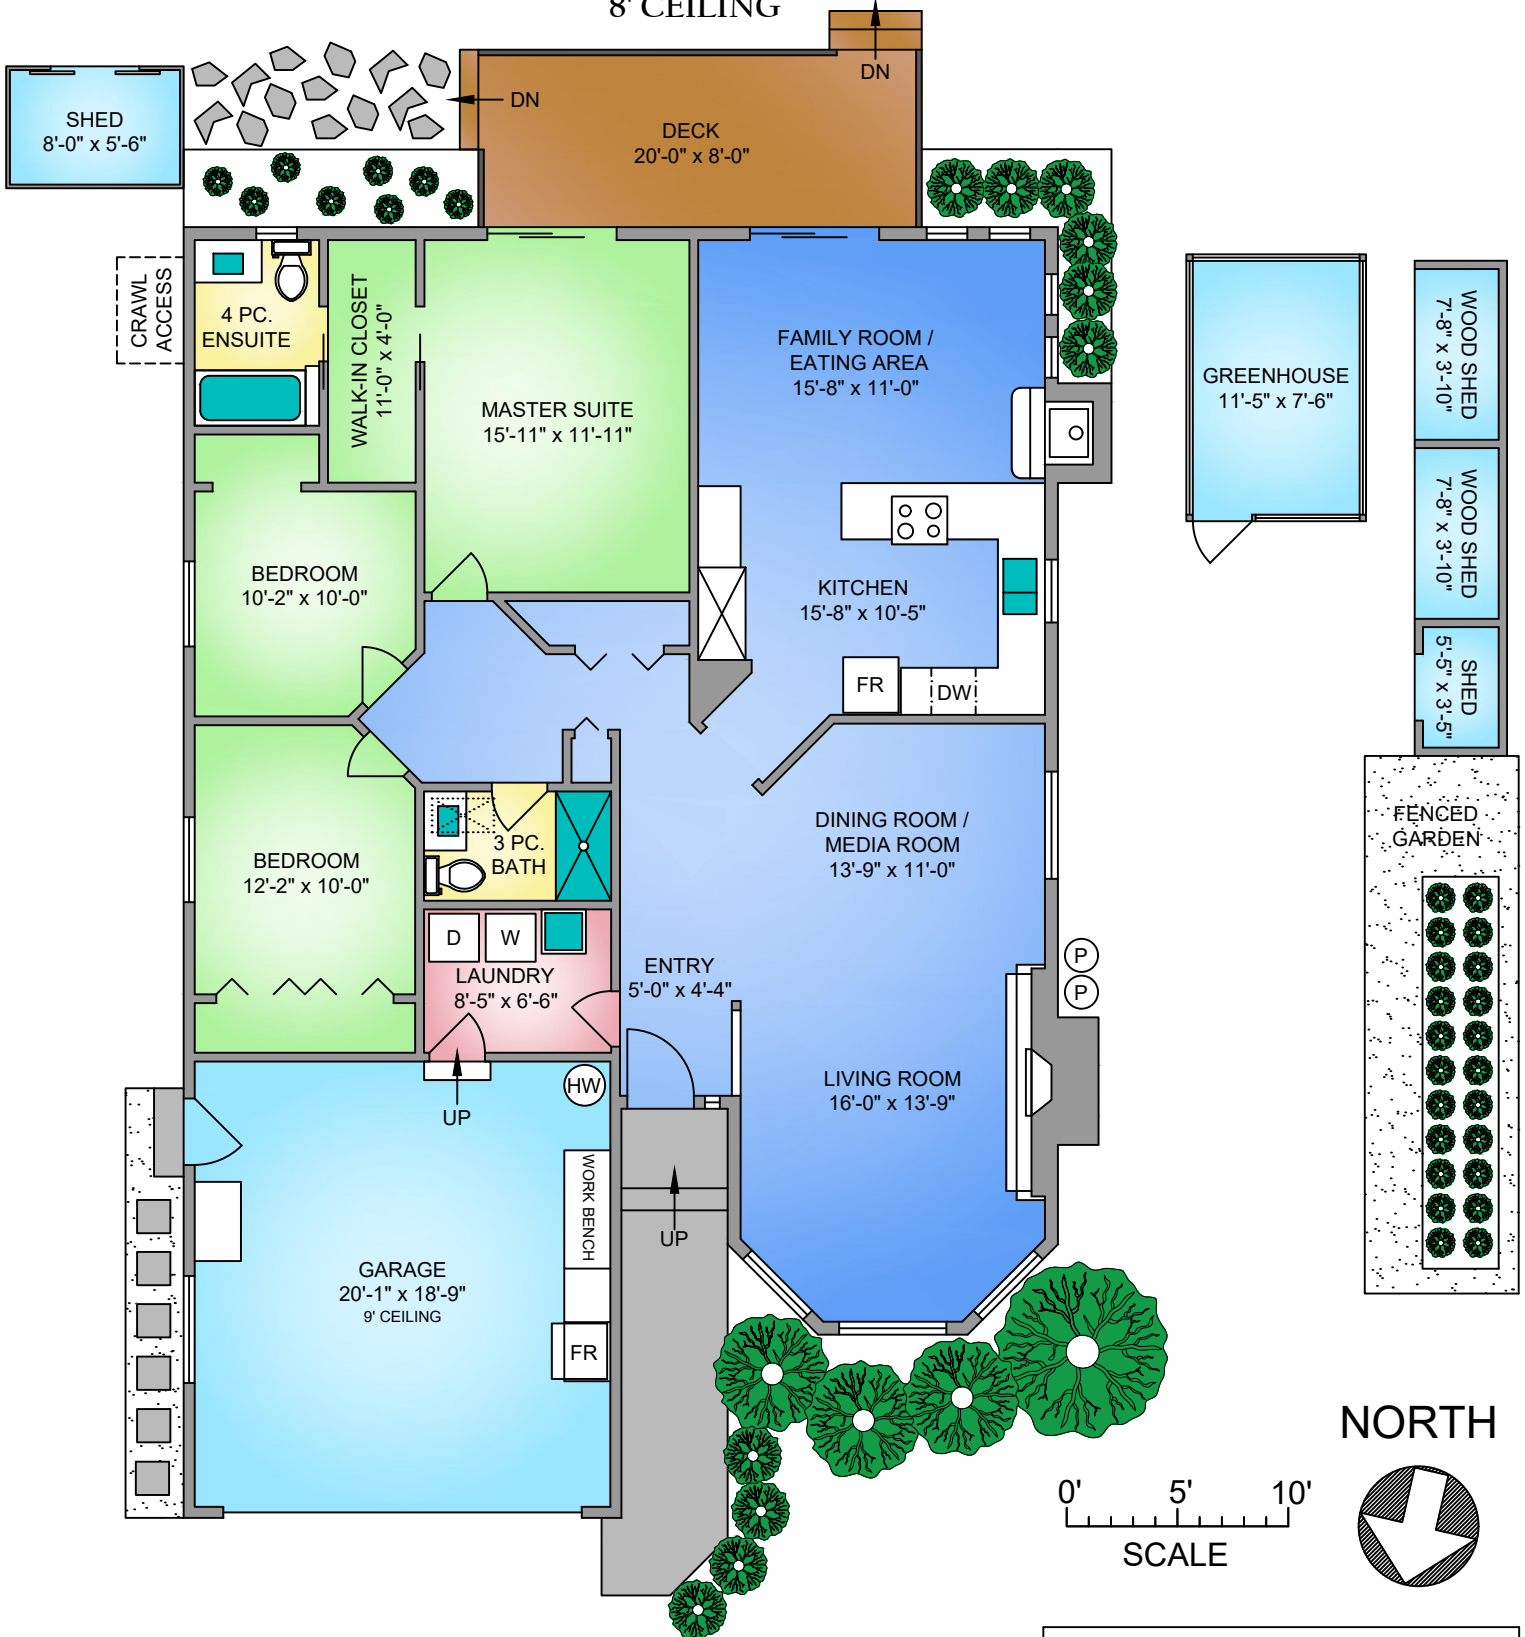 8' CEILING
DN
SHED
8'-0" x 5'-6"
DN
DECK
20'-0" x 8'-0"
CRAWL
ACCESS
4 PC.
ENSUITE
WALK-IN CLOSET
11'-0" x 4'-0"
MASTER SUITE
15'-11" x 11'-11"
FAMILY ROOM /
EATING AREA
15'-8" x 11'-0"
GREENHOUSE
11'-5" x 7'-6"
WOOD SHED
7'-8" x 3'-10"
WOOD SHED
7'-8" x 3'-10"
SHED
5'-5" x 3'-5"
BEDROOM
10'-2" x 10'-0"
KITCHEN
15'-8" x 10'-5"
FR
DW
BEDROOM
12'-2" x 10'-0"
3 PC.
BATH
DINING ROOM /
MEDIA ROOM
13'-9" x 11'-0"
FENCED
GARDEN
D
W
LAUNDRY
8'-5" x 6'-6"
ENTRY
5'-0" x 4'-4"
P
P
HW
UP
LIVING ROOM
16'-0" x 13'-9"
WORK BENCH
UP
GARAGE
20'-1" x 18'-9"
9' CEILING
FR
NORTH
0' 5' 10'
SCALE